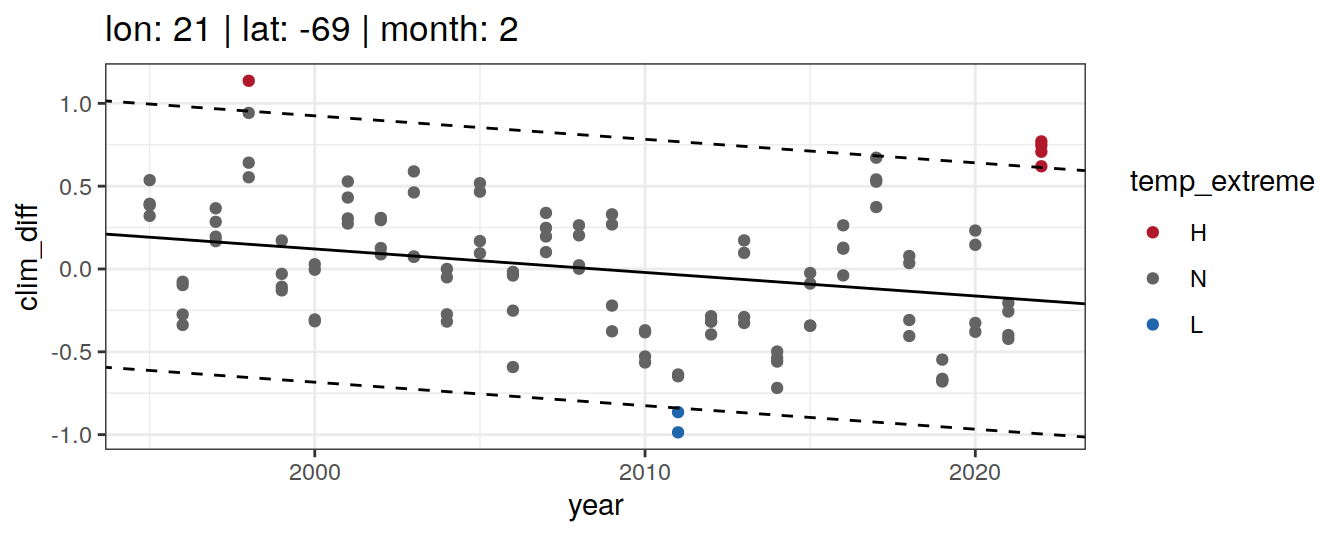 lon: 21 | lat: -69 | month: 2
clim_diff
1.0
0.5
0.0
-0.5
-1.0
2000 2010 2020
year
temp_extreme
H
N
L